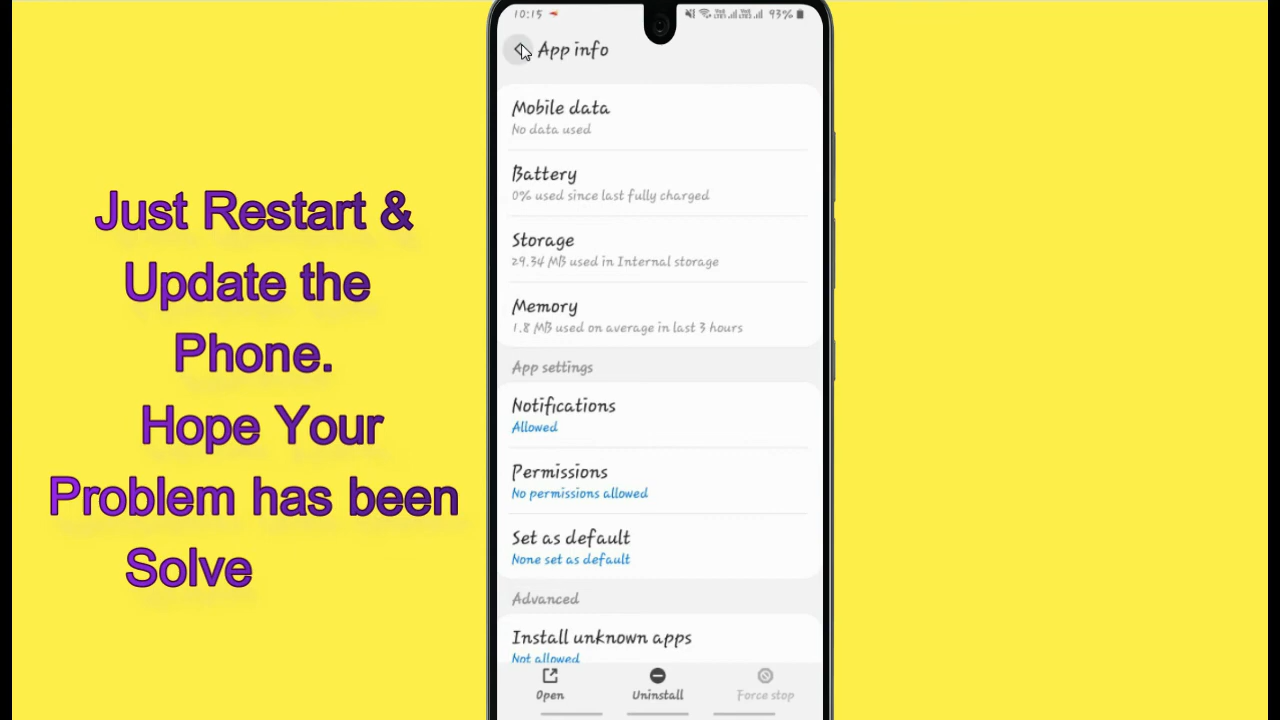 Just Restart &
Update the
Phone.
Hope Your
Problem has been
Solve
10:15
93%
App info
Mobile data
No data used
Battery
0% used since last fully charged
Storage
29.34 MB used in Internal storage
Memory
1.8 MB used on average in last 3 hours
App settings
Notifications
Allowed
Permissions
No permissions allowed
Set as default
None set as default
Advanced
Install unknown apps
Not allowed
Open Uninstall Force stop